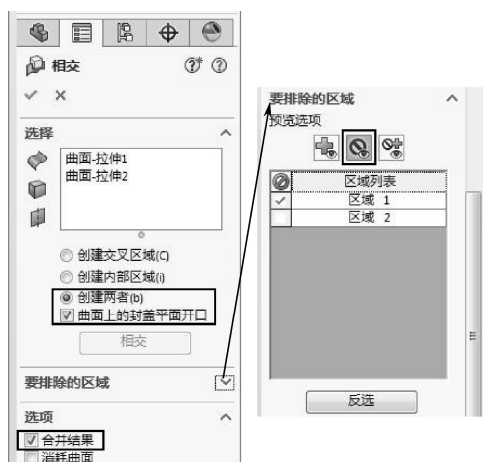 相交
选择
曲面-拉伸1
曲面-拉伸2
创建交叉区域(C)
创建内部区域(i)
创建两者(b)
曲面上的封盖平面开口
相交
要排除的区域
选项
合并结果
消耗曲面
要排除的区域
预览选项
区域列表
区域 1
区域 2
反选